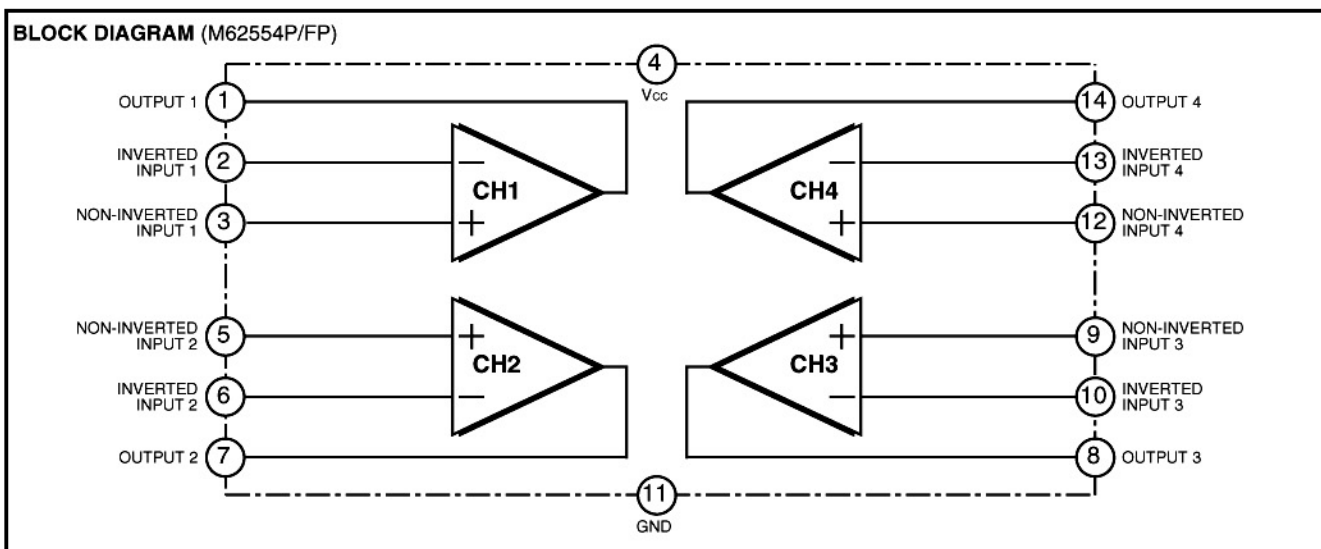 BLOCK DIAGRAM (M62554P/FP)
4
Vcc
OUTPUT 1
1
INVERTED
INPUT 1
2
−
NON-INVERTED
INPUT 1
3
+
CH1
14
OUTPUT 4
−
13
INVERTED
INPUT 4
+
12
NON-INVERTED
INPUT 4
CH4
NON-INVERTED
INPUT 2
5
+
INVERTED
INPUT 2
6
−
CH2
OUTPUT 2
7
+
9
NON-INVERTED
INPUT 3
−
10
INVERTED
INPUT 3
CH3
8
OUTPUT 3
11
GND